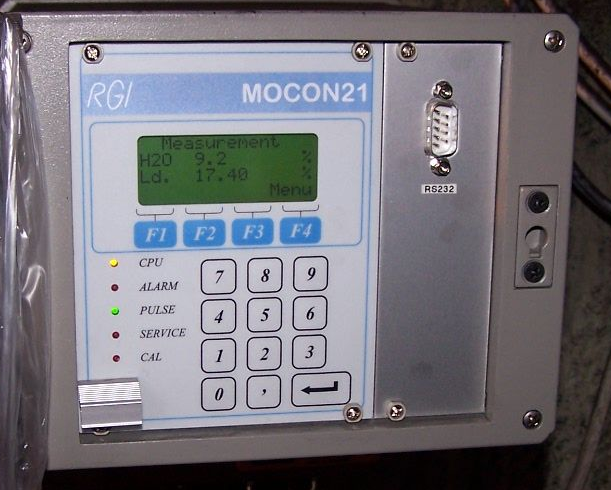 RGI
MOCON21
Measurement
H2O 9.2 %
Ld. 17.40 %
Menu
RS232
F1 F2 F3 F4
CPU
ALARM
PULSE
SERVICE
CAL
7 8 9
4 5 6
1 2 3
0 ,